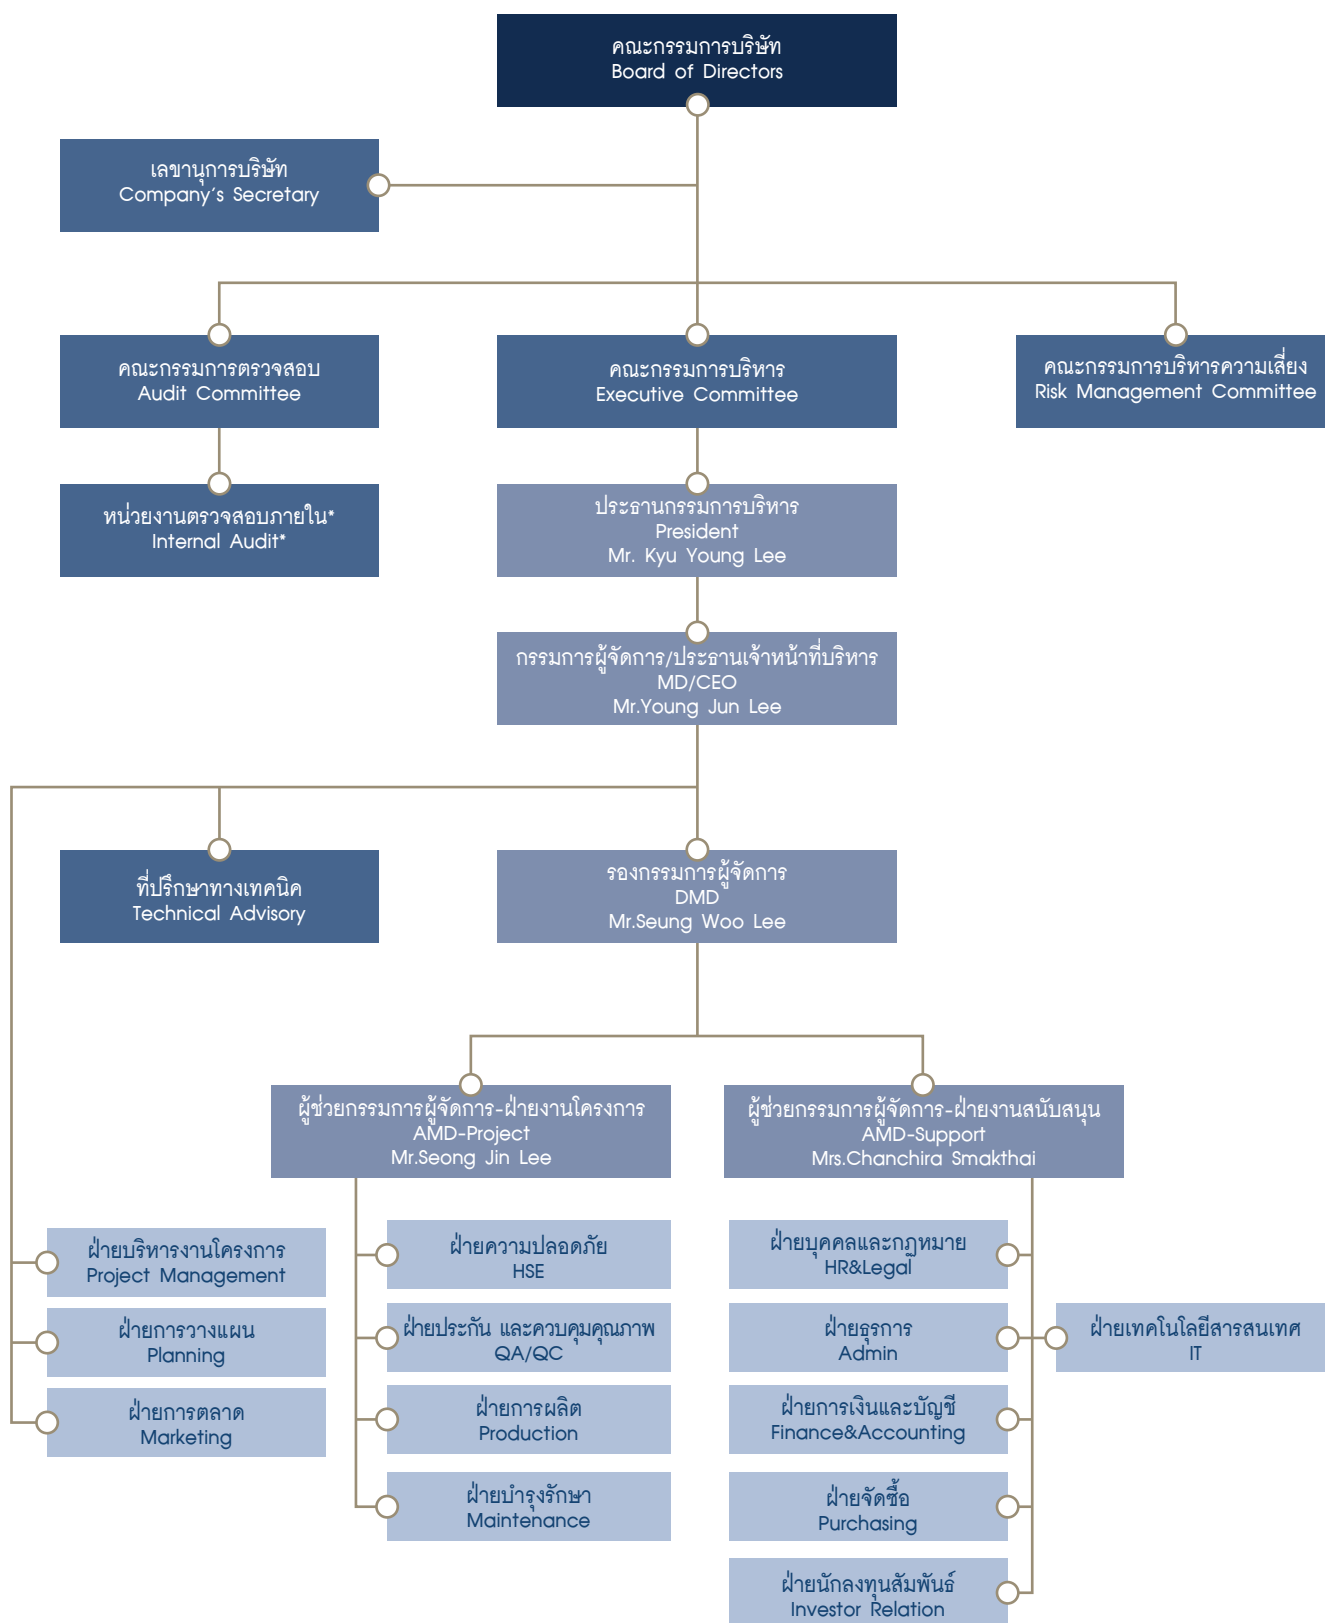 คณะกรรมการบริษัท
Board of Directors
เลขานุการบริษัท
Company's Secretary
คณะกรรมการตรวจสอบ
Audit Committee
คณะกรรมการบริหาร
Executive Committee
คณะกรรมการบริหารความเสี่ยง
Risk Management Committee
หน่วยงานตรวจสอบภายใน*
Internal Audit*
ประธานกรรมการบริหาร
President
Mr. Kyu Young Lee
กรรมการผู้จัดการ/ประธานเจ้าหน้าที่บริหาร
MD/CEO
Mr.Young Jun Lee
ที่ปรึกษาทางเทคนิค
Technical Advisory
รองกรรมการผู้จัดการ
DMD
Mr.Seung Woo Lee
ผู้ช่วยกรรมการผู้จัดการ-ฝ่ายงานโครงการ
AMD-Project
Mr.Seong Jin Lee
ผู้ช่วยกรรมการผู้จัดการ-ฝ่ายงานสนับสนุน
AMD-Support
Mrs.Chanchira Smakthai
ฝ่ายบริหารงานโครงการ
Project Management
ฝ่ายการวางแผน
Planning
ฝ่ายการตลาด
Marketing
ฝ่ายความปลอดภัย
HSE
ฝ่ายประกัน และควบคุมคุณภาพ
QA/QC
ฝ่ายการผลิต
Production
ฝ่ายบำรุงรักษา
Maintenance
ฝ่ายบุคคลและกฎหมาย
HR&Legal
ฝ่ายธุรการ
Admin
ฝ่ายการเงินและบัญชี
Finance&Accounting
ฝ่ายจัดซื้อ
Purchasing
ฝ่ายนักลงทุนสัมพันธ์
Investor Relation
ฝ่ายเทคโนโลยีสารสนเทศ
IT